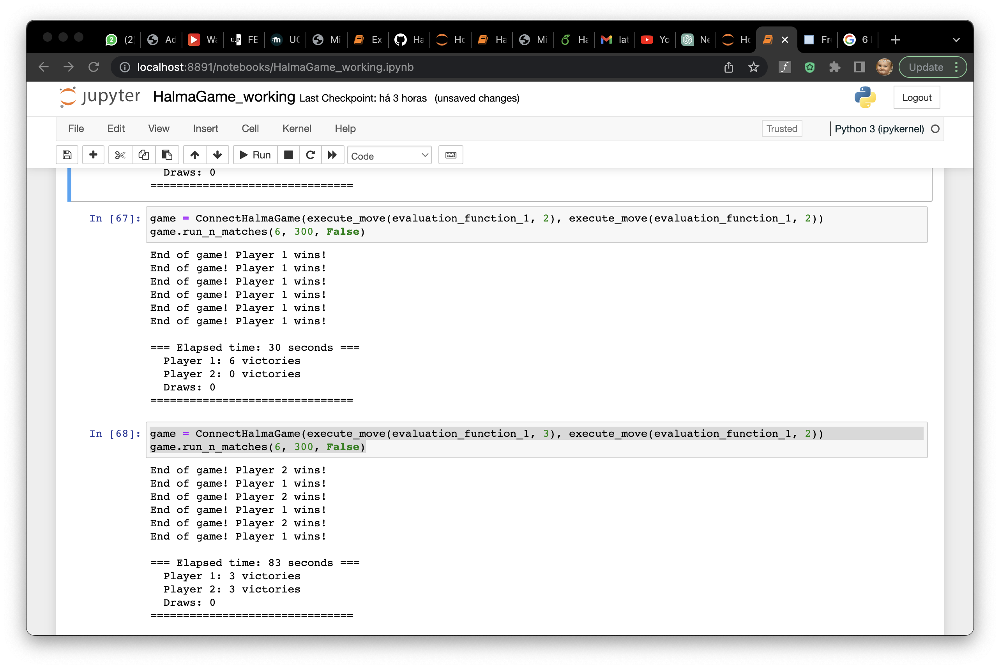 2 (2 Ad Wa U.P FE m UC Mi Ex Ha Ho Ha Mi Ha lat Yo Ne Ho Fr 6
localhost:8891/notebooks/HalmaGame_working.ipynb f Update
jupyter HalmaGame_working Last Checkpoint: há 3 horas (unsaved changes) Logout
File Edit View Insert Cell Kernel Help Trusted Python 3 (ipykernel)
Run Code
Draws: 0
===============================
In [67]: game = ConnectHalmaGame(execute_move(evaluation_function_1, 2), execute_move(evaluation_function_1, 2))
game.run_n_matches(6, 300, False)
End of game! Player 1 wins!
End of game! Player 1 wins!
End of game! Player 1 wins!
End of game! Player 1 wins!
End of game! Player 1 wins!
End of game! Player 1 wins!
=== Elapsed time: 30 seconds ===
Player 1: 6 victories
Player 2: 0 victories
Draws: 0
===============================
In [68]: game = ConnectHalmaGame(execute_move(evaluation_function_1, 3), execute_move(evaluation_function_1, 2))
game.run_n_matches(6, 300, False)
End of game! Player 2 wins!
End of game! Player 1 wins!
End of game! Player 2 wins!
End of game! Player 1 wins!
End of game! Player 2 wins!
End of game! Player 1 wins!
=== Elapsed time: 83 seconds ===
Player 1: 3 victories
Player 2: 3 victories
Draws: 0
===============================